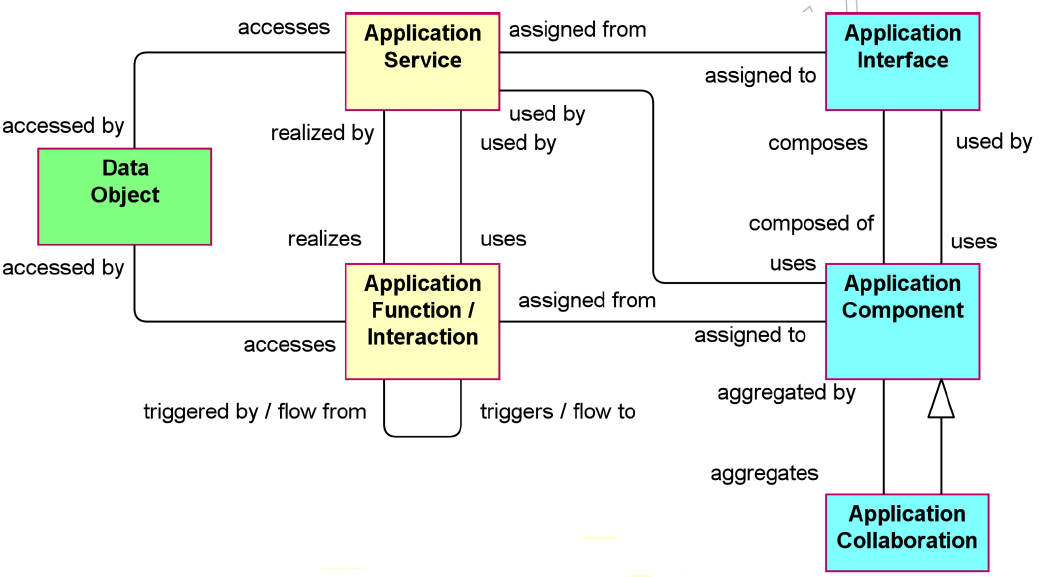 accesses
Application
Service
assigned from
Application
Interface
assigned to
accessed by
realized by
used by
used by
composes
used by
Data
Object
composed of
realizes
uses
uses
uses
accessed by
Application
Function /
Interaction
assigned from
Application
Component
accesses
assigned to
triggered by / flow from
triggers / flow to
aggregated by
aggregates
Application
Collaboration